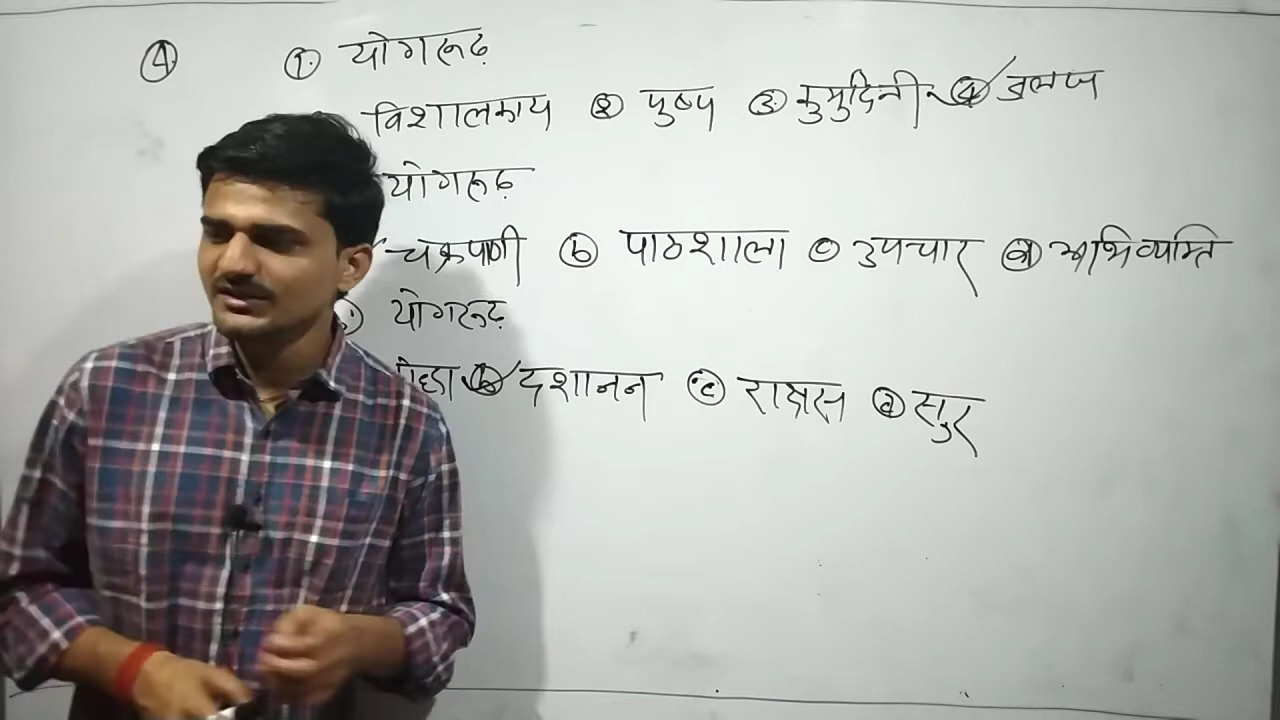 ④ ① योगरूढ़
विशालकाय ② पुष्प ③ कुमुदिनी ④ ✓ जलज
योगरूढ़
✓ चक्रपाणी ⓑ पाठशाला ⓒ उपचार ⓓ अभिव्यक्ति
योगरूढ़
ⓑ ✓ दशानन ⓒ राक्षस ⓓ सुर